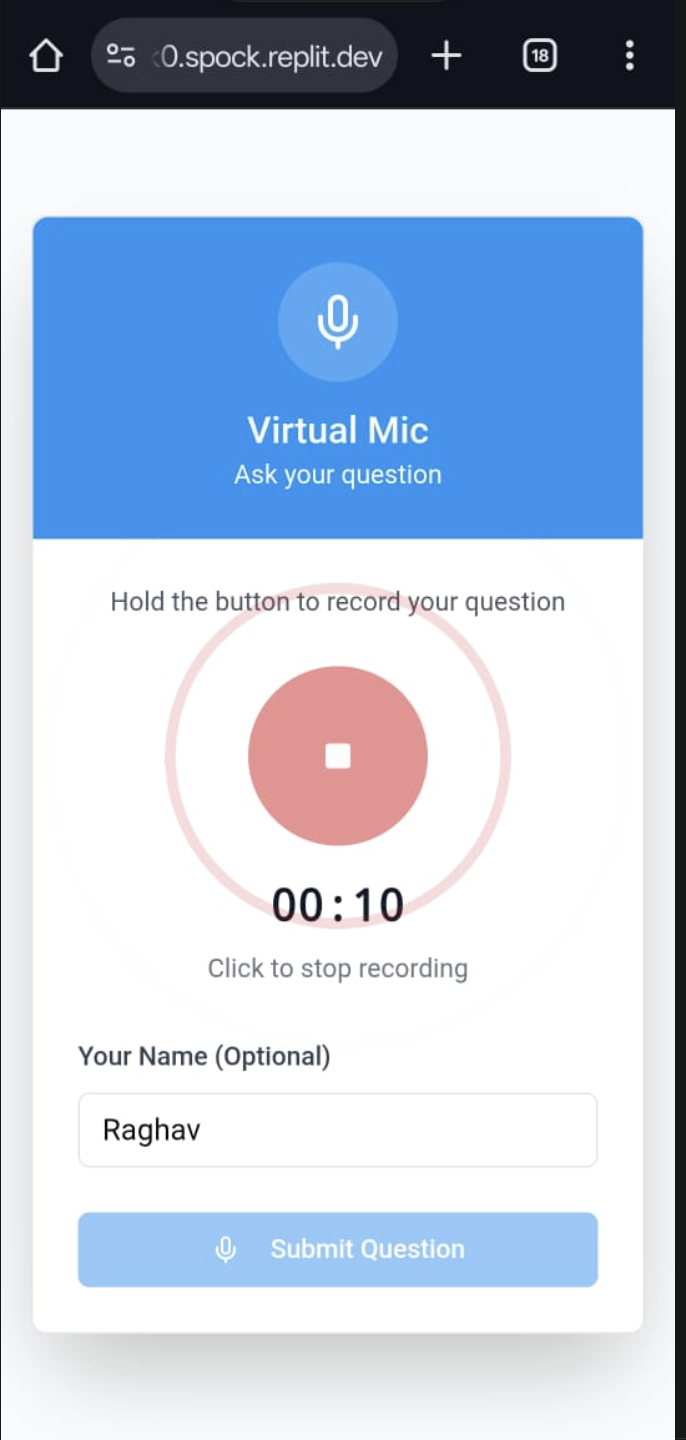 0.spock.replit.dev
18
Virtual Mic
Ask your question
Hold the button to record your question
00:10
Click to stop recording
Your Name (Optional)
Raghav
Submit Question